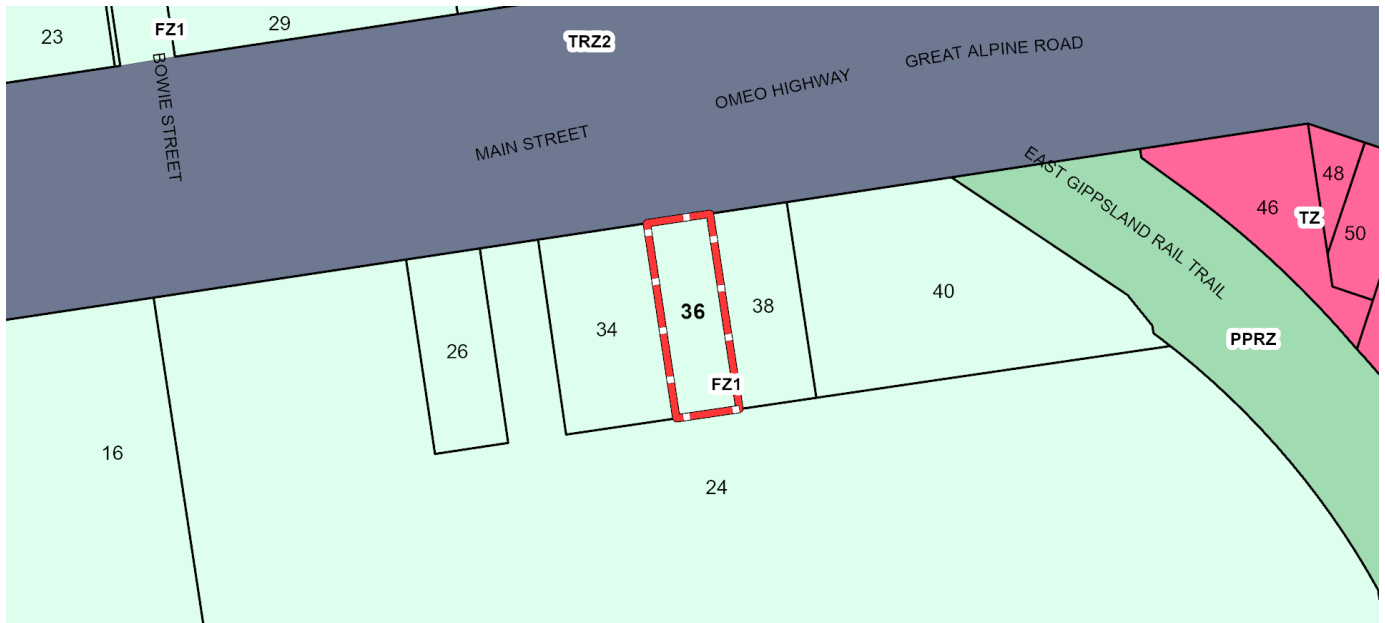 23
FZ1
29
TRZ2
GREAT ALPINE ROAD
OMEO HIGHWAY
MAIN STREET
BOWIE STREET
EAST GIPPSLAND RAIL TRAIL
46
48
TZ
50
36
38
40
34
26
PPRZ
FZ1
16
24